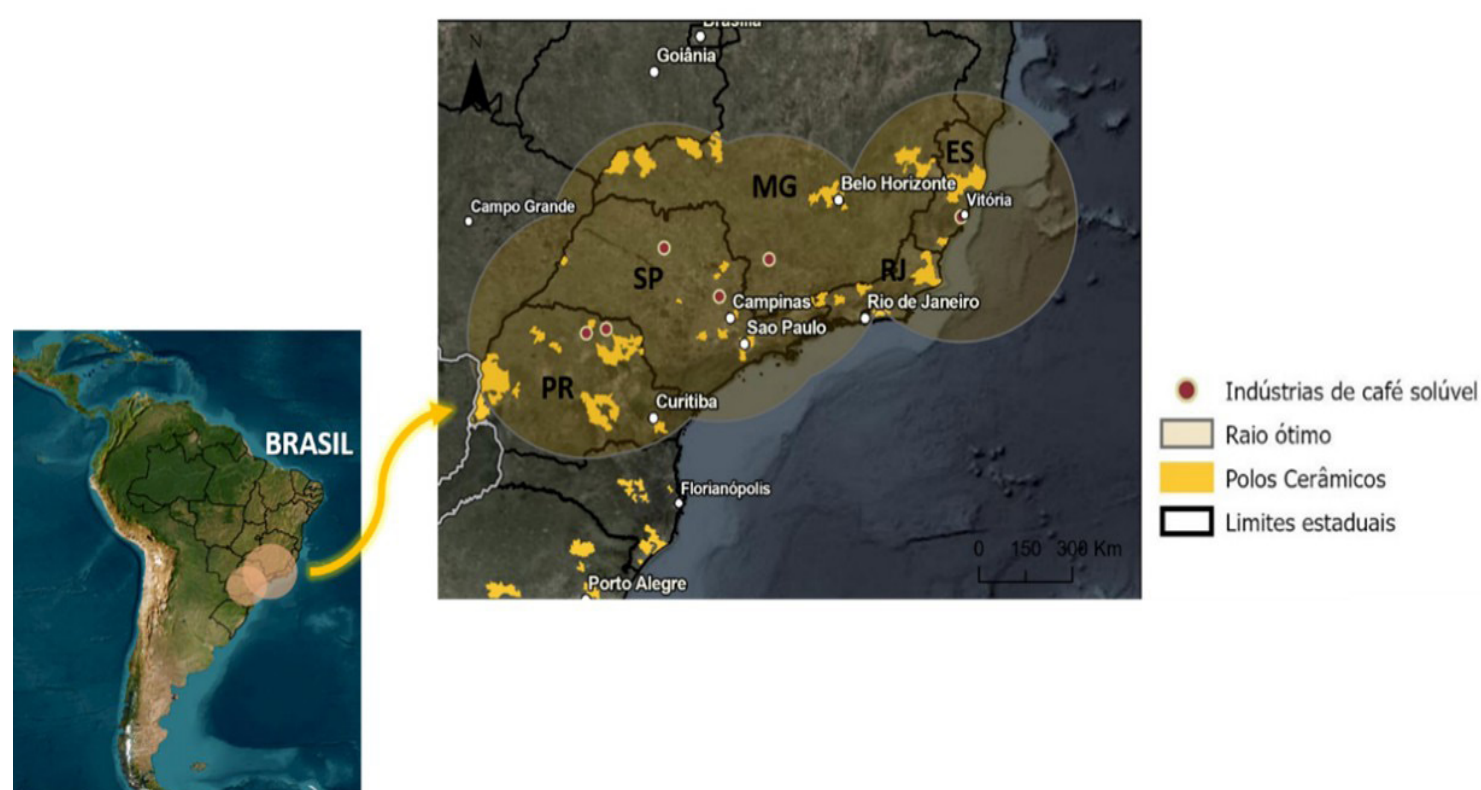 Brasília
N
Goiânia
ES
MG
Belo Horizonte
Campo Grande
Vitória
SP
RJ
Campinas
Rio de Janeiro
Sao Paulo
PR
Curitiba
BRASIL
Florianópolis
0 150 300 Km
Porto Alegre
Indústrias de café solúvel
Raio ótimo
Polos Cerâmicos
Limites estaduais